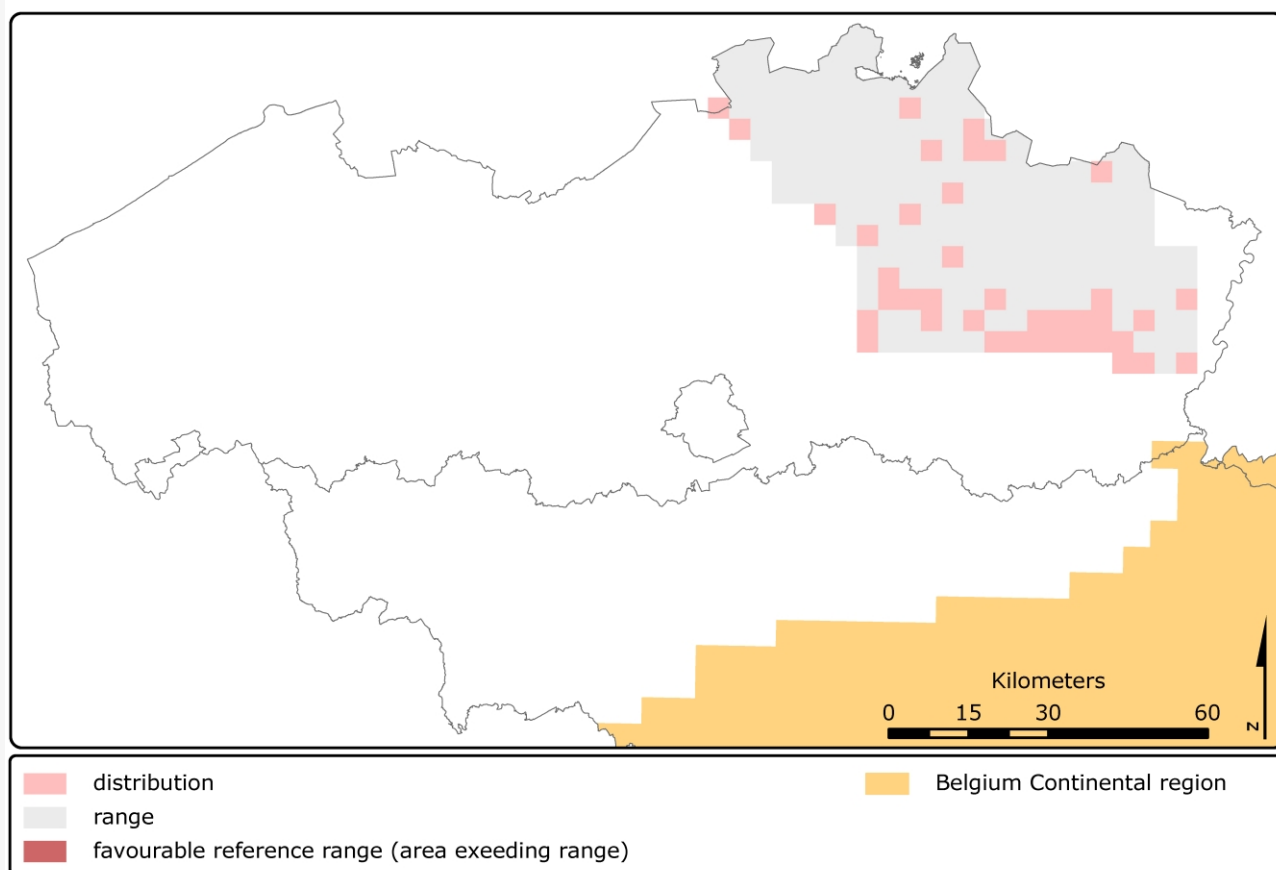 Kilometers
0 15 30 60
z
distribution
range
favourable reference range (area exeeding range)
Belgium Continental region